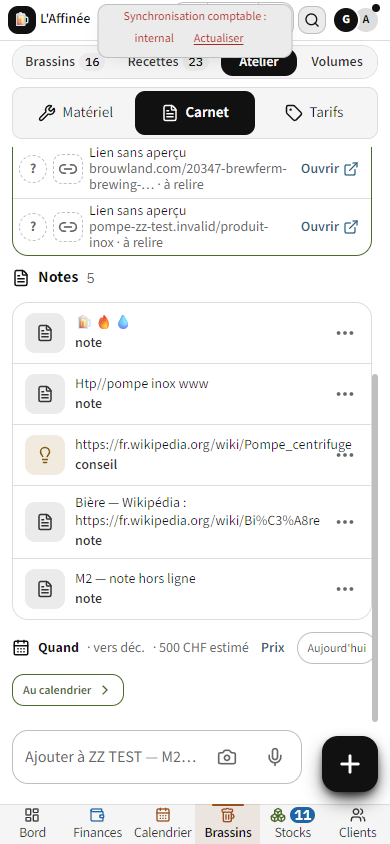 L'Affinée
Synchronisation comptable :
internal Actualiser
G A
Brassins 16 Recettes 23 Atelier Volumes
Matériel Carnet Tarifs
Lien sans aperçu
? brouwland.com/20347-brewferm-
brewing-… · à lire
Ouvrir
Lien sans aperçu
? pompe-zz-test.invalid/produit-
inox · à lire
Ouvrir
Notes 5
🍺 🔥 💧
note
Htp//pompe inox www
note
https://fr.wikipedia.org/wiki/Pompe_centrifuge
conseil
Bière — Wikipédia :
https://fr.wikipedia.org/wiki/Bi%C3%A8re
note
M2 — note hors ligne
note
Quand · vers déc. · 500 CHF estimé Prix Aujourd'hui
Au calendrier
Ajouter à ZZ TEST — M2…
Bord Finances Calendrier Brassins Stocks 11 Clients